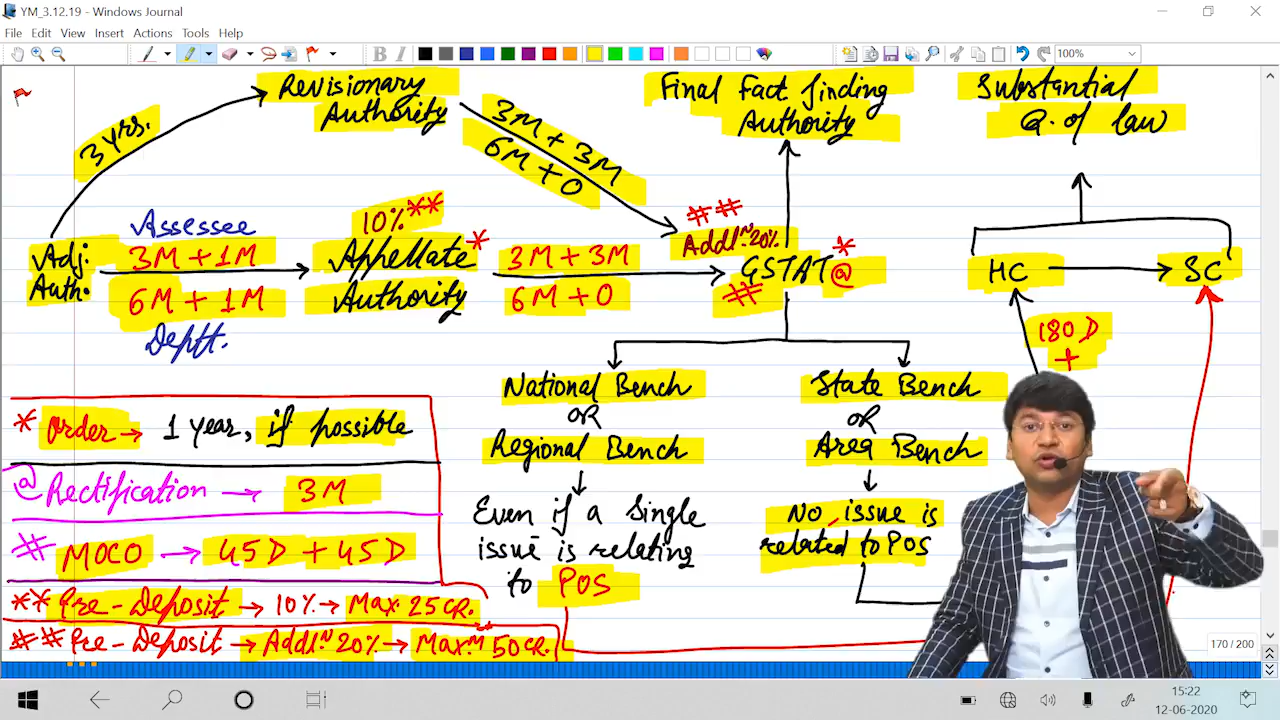 YM_3.12.19 - Windows Journal
File Edit View Insert Actions Tools Help
100%
Revisionary
Authority
3 yrs.
3M + 3M
6M + 0
Final Fact finding
Authority
Substantial
Q. of law
Adj.
Auth.
Assessee
3M + 1M
6M + 1M
Deptt.
10%**
Appellate*
Authority
3M + 3M
6M + 0
##
Addl.N 20%
GSTAT@
*
##
HC
SC
180 D
+
National Bench
OR
Regional Bench
Even if a single
issue is relating
to POS
State Bench
OR
Area Bench
No, issue is
related to POS
* Order → 1 year, if possible
@ Rectification → 3M
# MOCO → 45D + 45D
** Pre-Deposit → 10% → Max. 25 CR.
## Pre-Deposit → Addl.N 20% → Max.M 50 CR.
170 / 200
15:22
12-06-2020